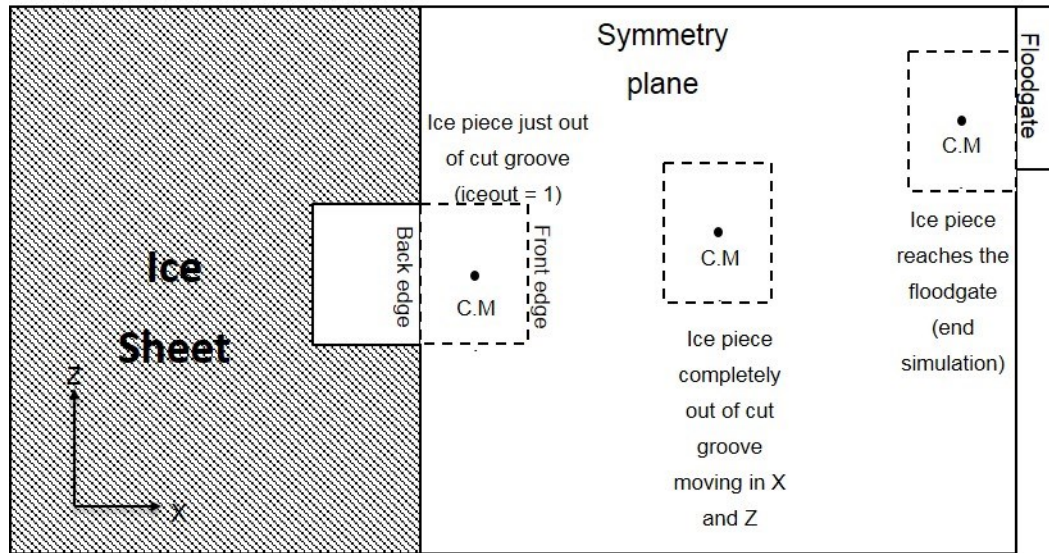 Symmetry
plane
Floodgate
Ice piece just out
of cut groove
(iceout = 1)
C.M
Ice piece
reaches the
floodgate
(end
simulation)
Back edge
Front edge
C.M
C.M
Ice piece
completely
out of cut
groove
moving in X
and Z
Ice
Sheet
Z
X